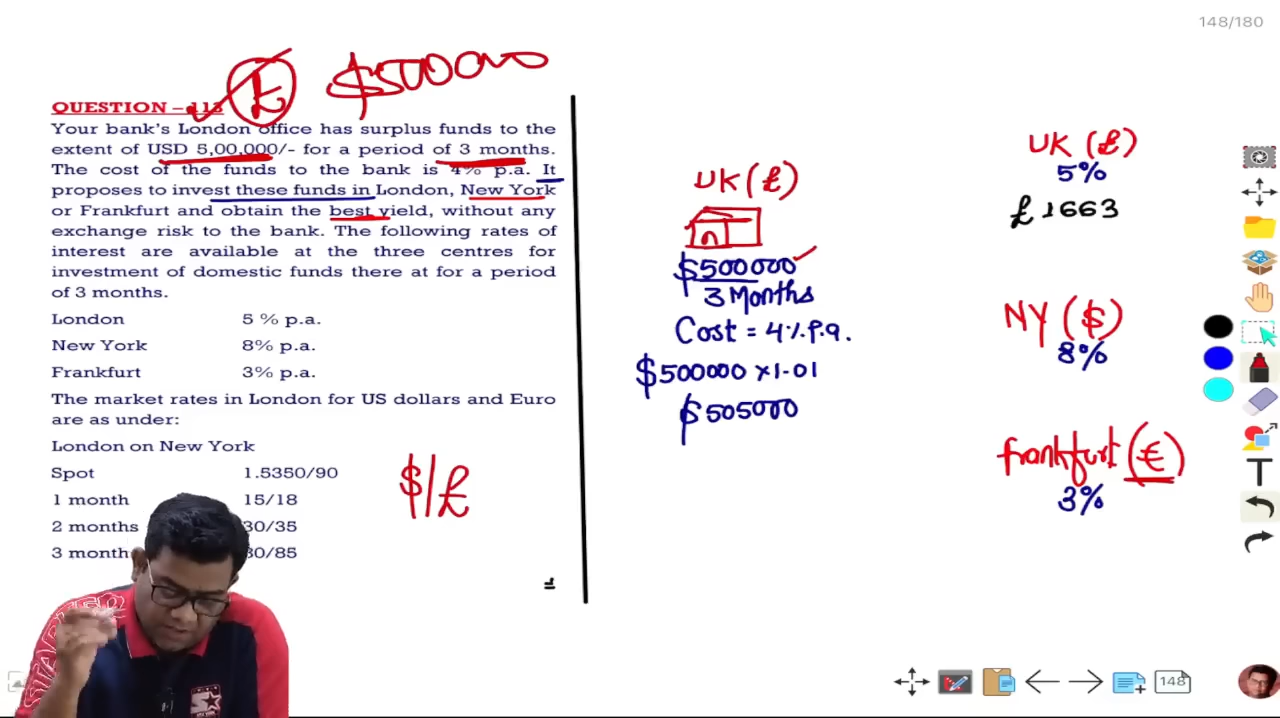 148/180
£ $500000
QUESTION – 113
Your bank's London office has surplus funds to the
extent of USD 5,00,000/- for a period of 3 months.
The cost of the funds to the bank is 4% p.a. It
proposes to invest these funds in London, New York
or Frankfurt and obtain the best yield, without any
exchange risk to the bank. The following rates of
interest are available at the three centres for
investment of domestic funds there at for a period
of 3 months.
London 5 % p.a.
New York 8% p.a.
Frankfurt 3% p.a.
The market rates in London for US dollars and Euro
are as under:
London on New York
Spot 1.5350/90
1 month 15/18
2 months 30/35
3 month 80/85
$/£
UK (£)
$500000
3 Months
Cost = 4%p.a.
$500000 x1.01
$505000
UK (£)
5%
£1663
NY ($)
8%
frankfurt (€)
3%
T
148